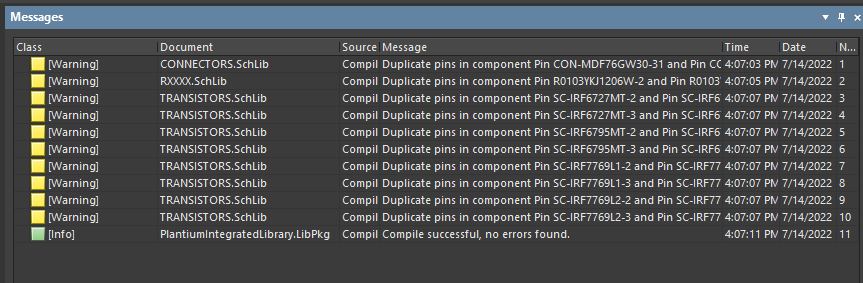 Messages
Class Document Source Message Time Date N...
[Warning] CONNECTORS.SchLib Compil Duplicate pins in component Pin CON-MDF76GW30-31 and Pin CO 4:07:03 PM 7/14/2022 1
[Warning] RXXXX.SchLib Compil Duplicate pins in component Pin R0103YKJ1206W-2 and Pin R0103Y 4:07:05 PM 7/14/2022 2
[Warning] TRANSISTORS.SchLib Compil Duplicate pins in component Pin SC-IRF6727MT-2 and Pin SC-IRF6 4:07:07 PM 7/14/2022 3
[Warning] TRANSISTORS.SchLib Compil Duplicate pins in component Pin SC-IRF6727MT-3 and Pin SC-IRF6 4:07:07 PM 7/14/2022 4
[Warning] TRANSISTORS.SchLib Compil Duplicate pins in component Pin SC-IRF6795MT-2 and Pin SC-IRF6 4:07:07 PM 7/14/2022 5
[Warning] TRANSISTORS.SchLib Compil Duplicate pins in component Pin SC-IRF6795MT-3 and Pin SC-IRF6 4:07:07 PM 7/14/2022 6
[Warning] TRANSISTORS.SchLib Compil Duplicate pins in component Pin SC-IRF7769L1-2 and Pin SC-IRF77 4:07:07 PM 7/14/2022 7
[Warning] TRANSISTORS.SchLib Compil Duplicate pins in component Pin SC-IRF7769L1-3 and Pin SC-IRF77 4:07:07 PM 7/14/2022 8
[Warning] TRANSISTORS.SchLib Compil Duplicate pins in component Pin SC-IRF7769L2-2 and Pin SC-IRF77 4:07:07 PM 7/14/2022 9
[Warning] TRANSISTORS.SchLib Compil Duplicate pins in component Pin SC-IRF7769L2-3 and Pin SC-IRF77 4:07:07 PM 7/14/2022 10
[Info] PlantiumIntegratedLibrary.LibPkg Compil Compile successful, no errors found. 4:07:11 PM 7/14/2022 11